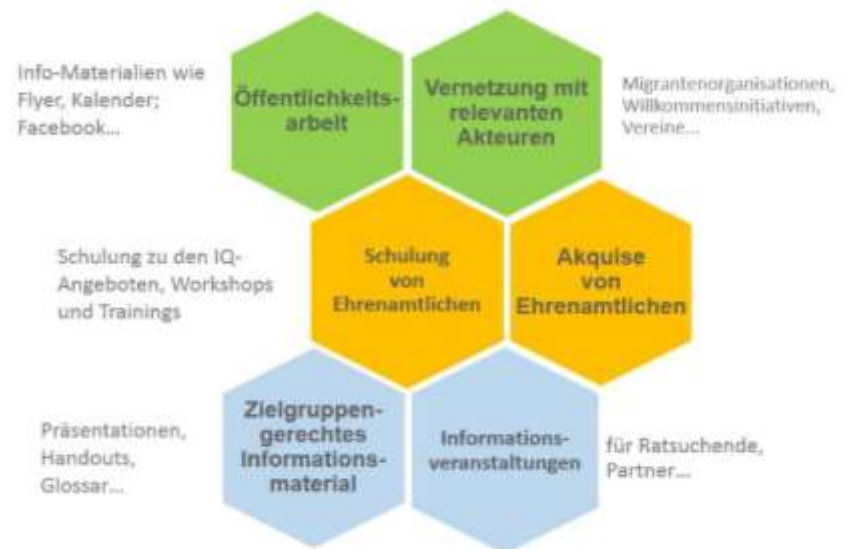 Info-Materialien wie
Flyer, Kalender;
Facebook...
Öffentlichkeits-
arbeit
Vernetzung mit
relevanten
Akteuren
Migrantenorganisationen,
Willkommensinitiativen,
Vereine...
Schulung zu den IQ-
Angeboten, Workshops
und Trainings
Schulung
von
Ehrenamtlichen
Akquise
von
Ehrenamtlichen
Präsentationen,
Handouts,
Glossar...
Zielgruppen-
gerechtes
Informations-
material
Informations-
veranstaltungen
für Ratsuchende,
Partner...